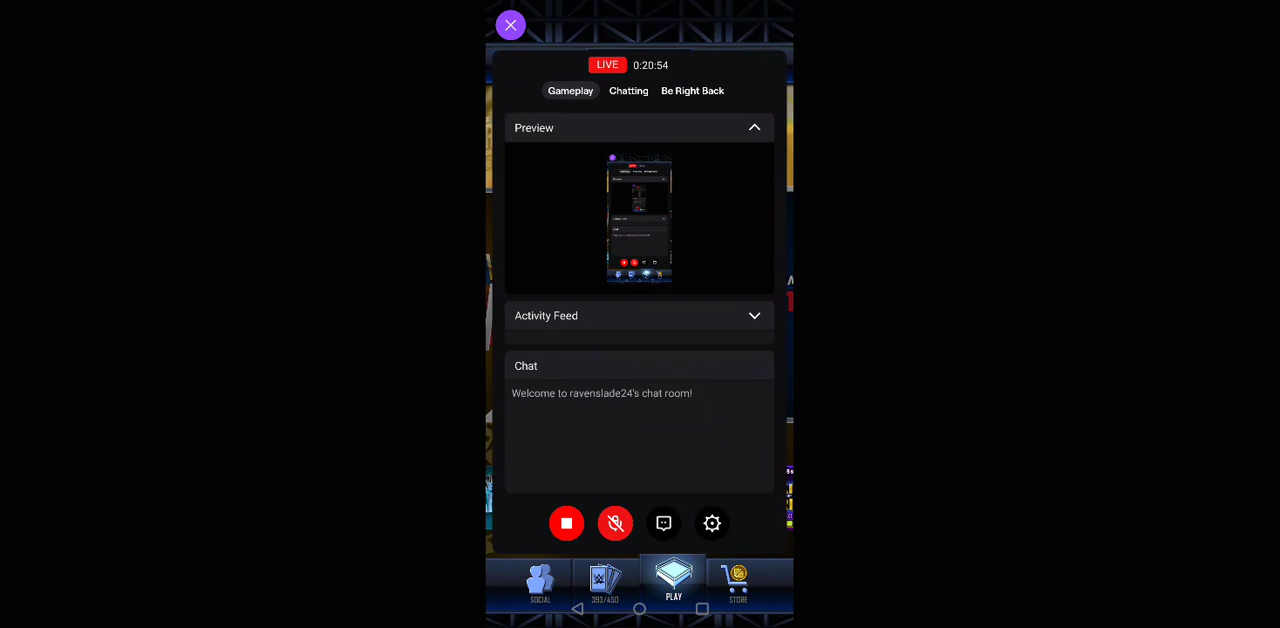 LIVE 0:20:54
Gameplay Chatting Be Right Back
Preview
Activity Feed
Chat
Welcome to ravenslade24's chat room!
SOCIAL 393/450 PLAY STORE